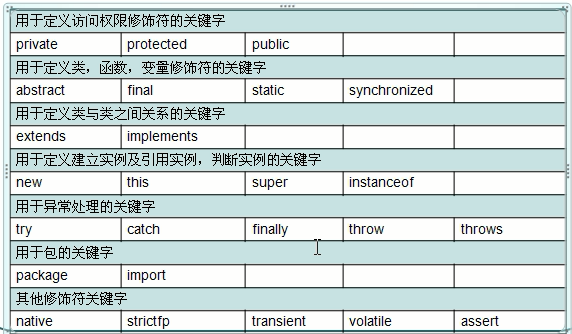 用于定义访问权限修饰符的关键字
private protected public
用于定义类，函数，变量修饰符的关键字
abstract final static synchronized
用于定义类与类之间关系的关键字
extends implements
用于定义建立实例及引用实例，判断实例的关键字
new this super instanceof
用于异常处理的关键字
try catch finally throw throws
用于包的关键字
package import
其他修饰符关键字
native strictfp transient volatile assert